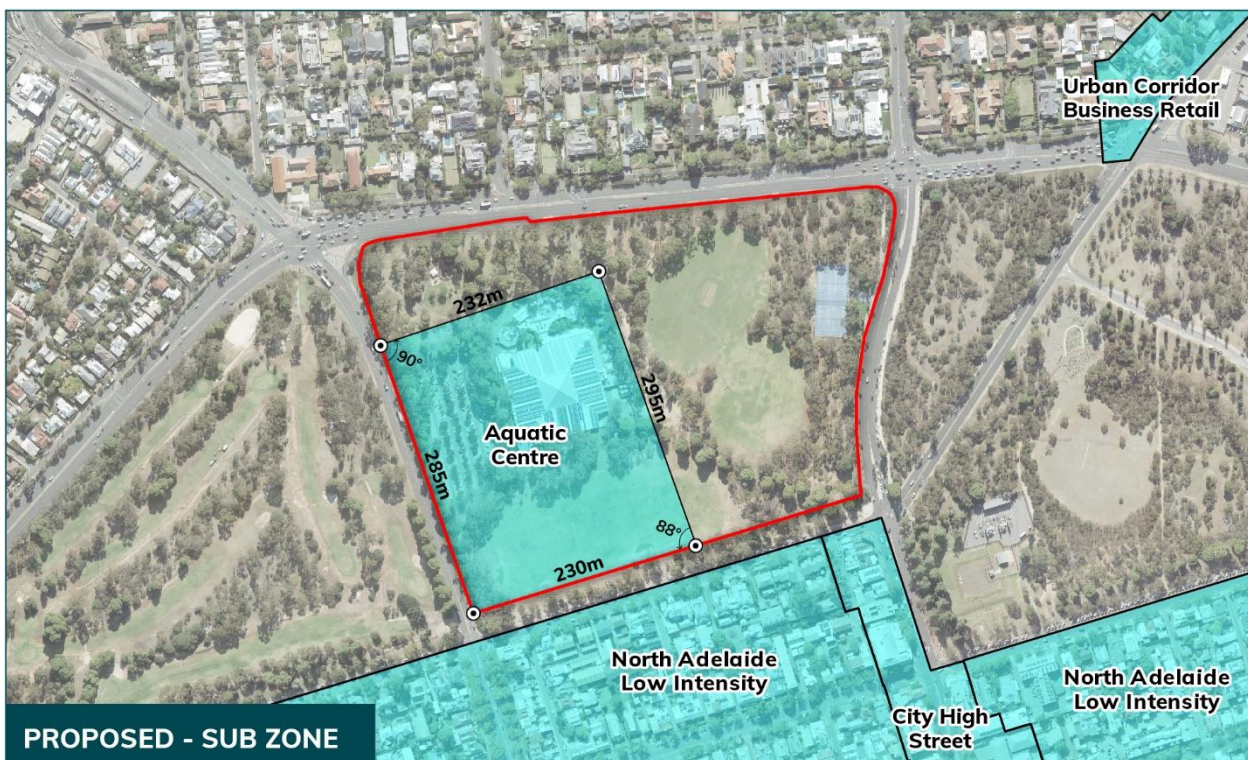 Urban Corridor
Business Retail
232m
90°
295m
Aquatic
Centre
285m
88°
230m
North Adelaide
Low Intensity
North Adelaide
Low Intensity
City High
Street
PROPOSED - SUB ZONE